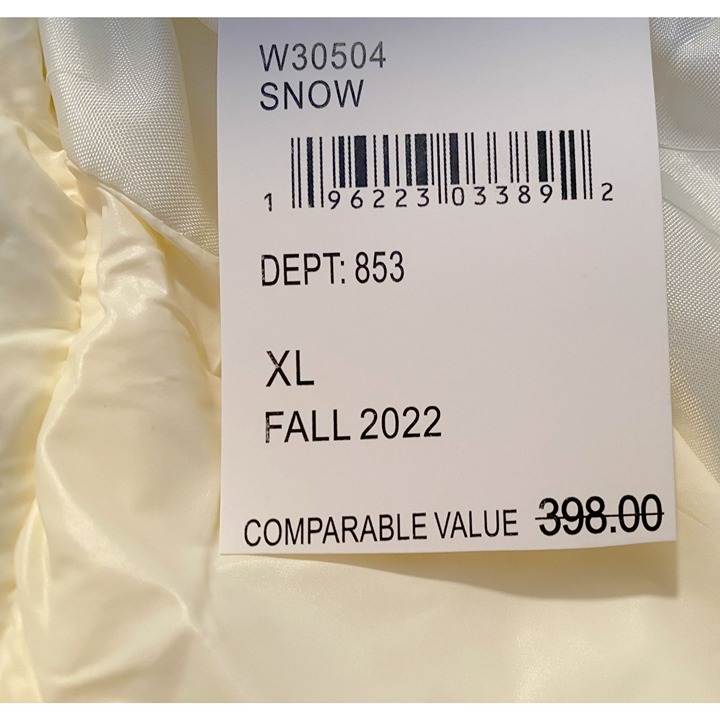 W30504
SNOW
1 96223 03389 2
DEPT: 853
XL
FALL 2022
COMPARABLE VALUE 398.00